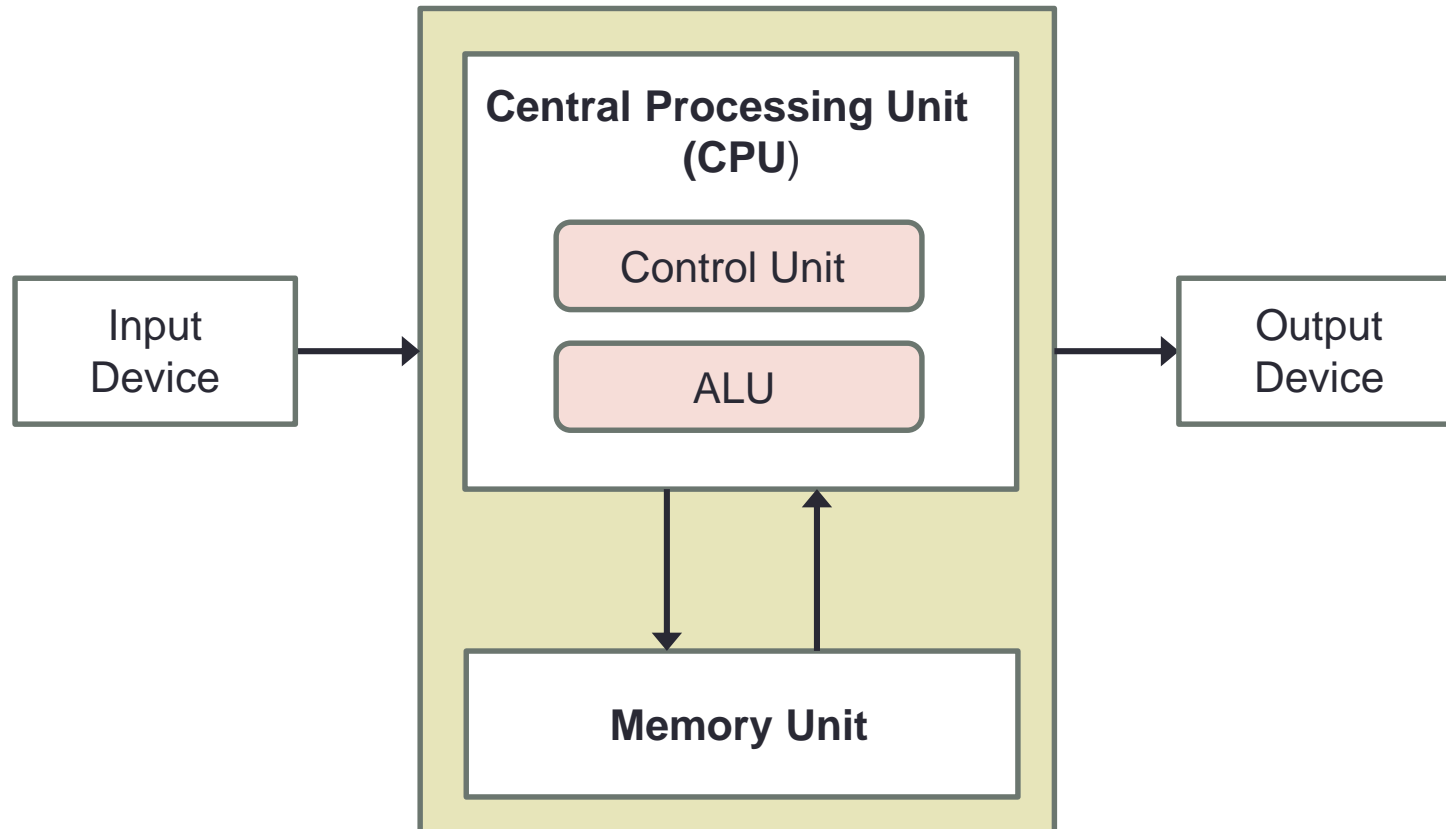 Central Processing Unit
(CPU)
Control Unit
ALU
Input
Device
Output
Device
Memory Unit